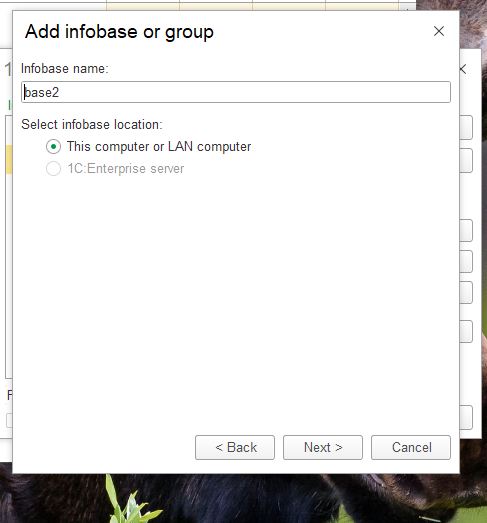 Add infobase or group
Infobase name:
base2
Select infobase location:
This computer or LAN computer
1C:Enterprise server
< Back
Next >
Cancel